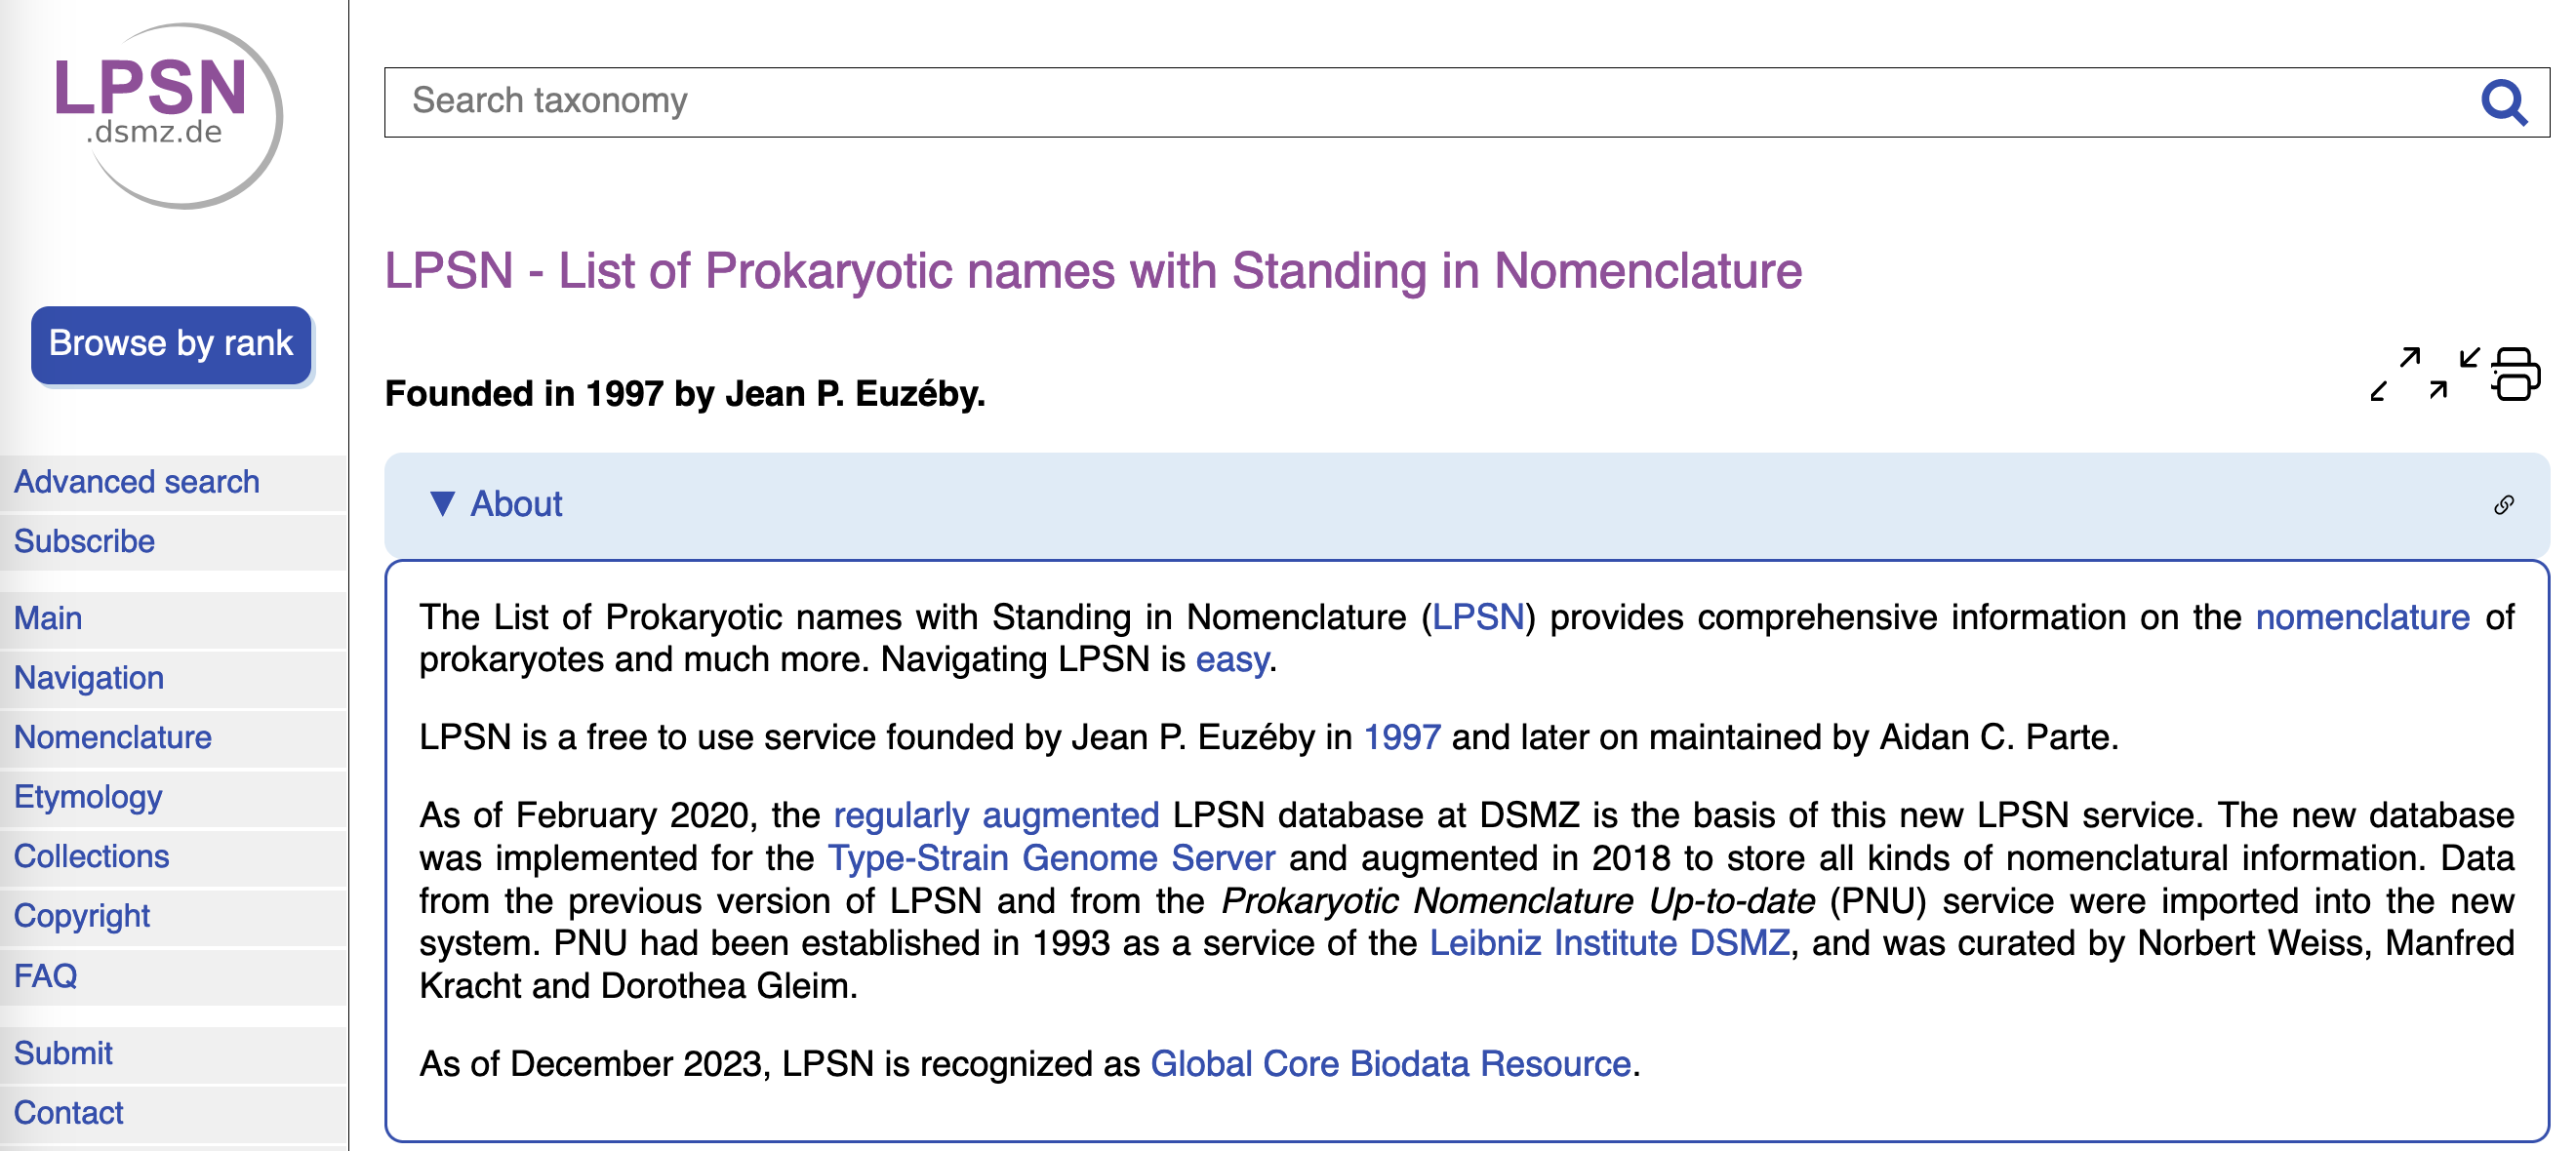 LPSN
.dsmz.de
Browse by rank
Advanced search
Subscribe
Main
Navigation
Nomenclature
Etymology
Collections
Copyright
FAQ
Submit
Contact
Search taxonomy
LPSN - List of Prokaryotic names with Standing in Nomenclature
Founded in 1997 by Jean P. Euzéby.
▼ About
The List of Prokaryotic names with Standing in Nomenclature (LPSN) provides comprehensive information on the nomenclature of
prokaryotes and much more. Navigating LPSN is easy.
LPSN is a free to use service founded by Jean P. Euzéby in 1997 and later on maintained by Aidan C. Parte.
As of February 2020, the regularly augmented LPSN database at DSMZ is the basis of this new LPSN service. The new database
was implemented for the Type-Strain Genome Server and augmented in 2018 to store all kinds of nomenclatural information. Data
from the previous version of LPSN and from the Prokaryotic Nomenclature Up-to-date (PNU) service were imported into the new
system. PNU had been established in 1993 as a service of the Leibniz Institute DSMZ, and was curated by Norbert Weiss, Manfred
Kracht and Dorothea Gleim.
As of December 2023, LPSN is recognized as Global Core Biodata Resource.